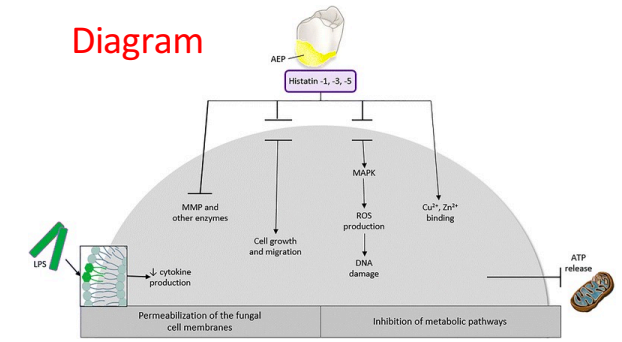 Diagram
AEP
Histatin -1, -3, -5
MAPK
MMP and
other enzymes
Cu²⁺, Zn²⁺
binding
ROS
production
Cell growth
and migration
LPS
↓ cytokine
production
DNA
damage
ATP
release
Permeabilization of the fungal
cell membranes
Inhibition of metabolic pathways